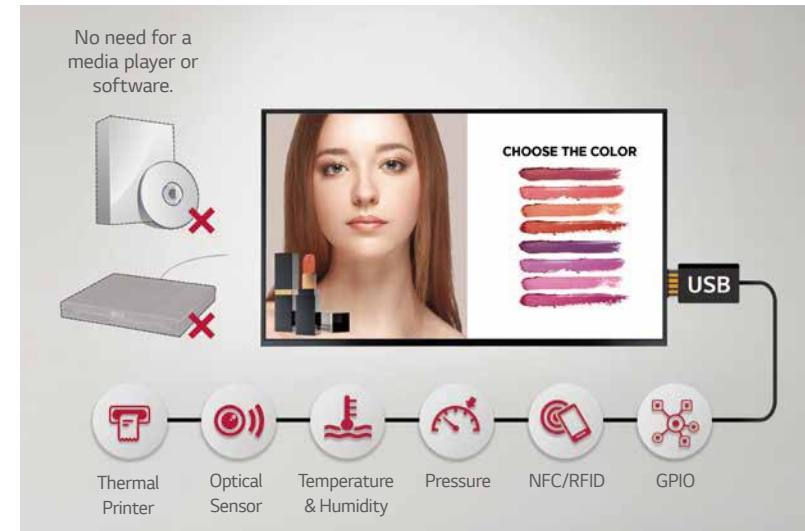 No need for a
media player or
software.
CHOOSE THE COLOR
USB
Thermal
Printer
Optical
Sensor
Temperature
& Humidity
Pressure
NFC/RFID
GPIO